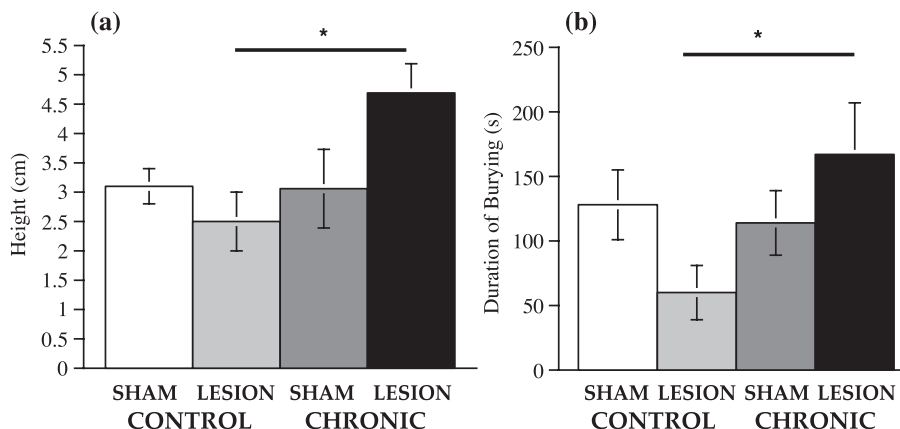 (a)
*
Height (cm)
5.5
5
4.5
4
3.5
3
2.5
2
1.5
1
0.5
0
SHAM LESION SHAM LESION
CONTROL CHRONIC
(b)
*
Duration of Burying (s)
250
200
150
100
50
0
SHAM LESION SHAM LESION
CONTROL CHRONIC